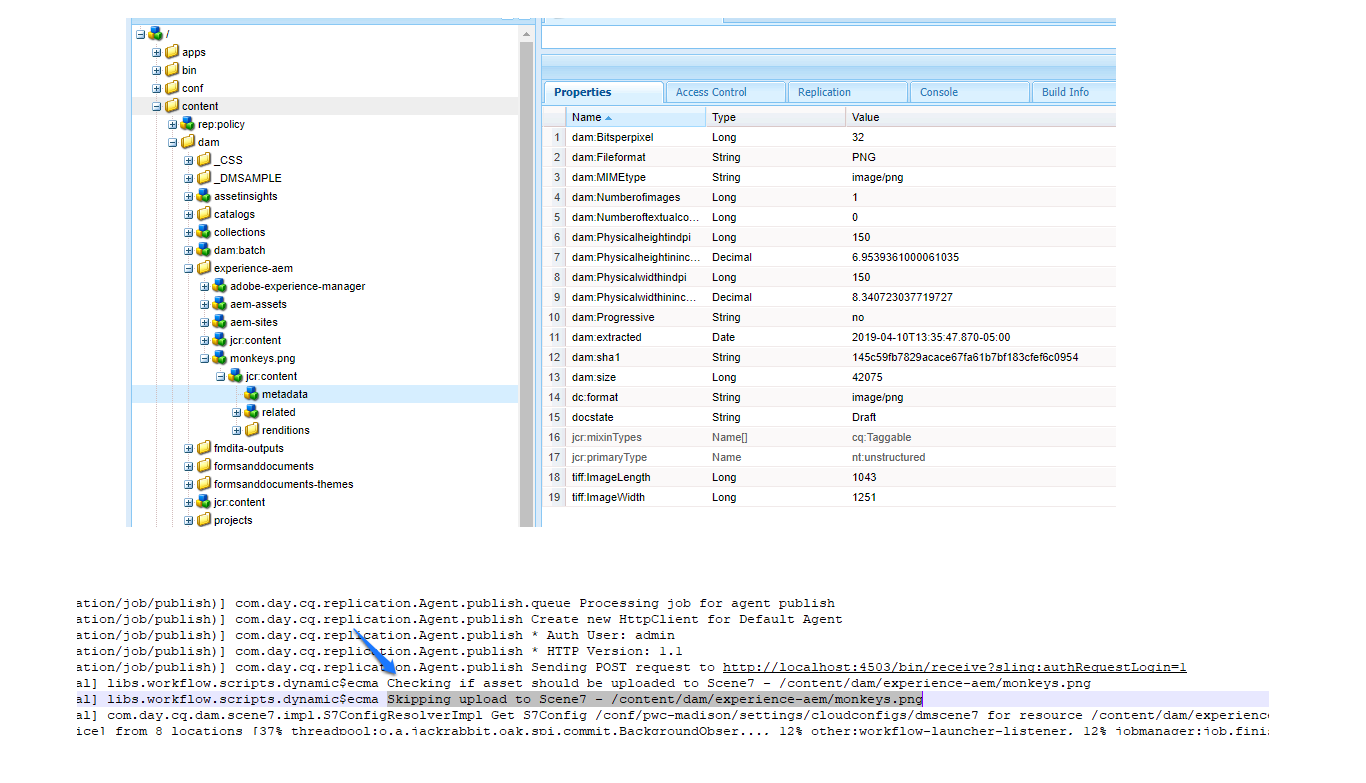 /
apps
bin
conf
content
rep:policy
dam
_CSS
_DMSAMPLE
assetinsights
catalogs
collections
dam:batch
experience-aem
adobe-experience-manager
aem-assets
aem-sites
jcr:content
monkeys.png
jcr:content
metadata
related
renditions
fmdita-outputs
formsanddocuments
formsanddocuments-themes
jcr:content
projects
Properties Access Control Replication Console Build Info
Name Type Value
1 dam:Bitsperpixel Long 32
2 dam:Fileformat String PNG
3 dam:MIMEtype String image/png
4 dam:Numberofimages Long 1
5 dam:Numberoftextualco... Long 0
6 dam:Physicalheightindpi Long 150
7 dam:Physicalheightininc... Decimal 6.9539361000061035
8 dam:Physicalwidthindpi Long 150
9 dam:Physicalwidthininc... Decimal 8.340723037719727
10 dam:Progressive String no
11 dam:extracted Date 2019-04-10T13:35:47.870-05:00
12 dam:sha1 String 145c59fb7829acace67fa61b7bf183cfef6c0954
13 dam:size Long 42075
14 dc:format String image/png
15 docstate String Draft
16 jcr:mixinTypes Name[] cq:Taggable
17 jcr:primaryType Name nt:unstructured
18 tiff:ImageLength Long 1043
19 tiff:ImageWidth Long 1251
ation/job/publish)] com.day.cq.replication.Agent.publish.queue Processing job for agent publish
ation/job/publish)] com.day.cq.replication.Agent.publish Create new HttpClient for Default Agent
ation/job/publish)] com.day.cq.replication.Agent.publish * Auth User: admin
ation/job/publish)] com.day.cq.replication.Agent.publish * HTTP Version: 1.1
ation/job/publish)] com.day.cq.replication.Agent.publish Sending POST request to http://localhost:4503/bin/receive?sling:authRequestLogin=1
al] libs.workflow.scripts.dynamic$ecma Checking if asset should be uploaded to Scene7 - /content/dam/experience-aem/monkeys.png
al] libs.workflow.scripts.dynamic$ecma Skipping upload to Scene7 - /content/dam/experience-aem/monkeys.png
al] com.day.cq.dam.scene7.impl.S7ConfigResolverImpl Get S7Config /conf/pwc-madison/settings/cloudconfigs/dmscene7 for resource /content/dam/experienc
ice] from 8 locations [37% threadpool:o.a.jackrabbit.oak.spi.commit.BackgroundObser..., 12% other:workflow-launcher-listener, 12% jobmanager:job.fini